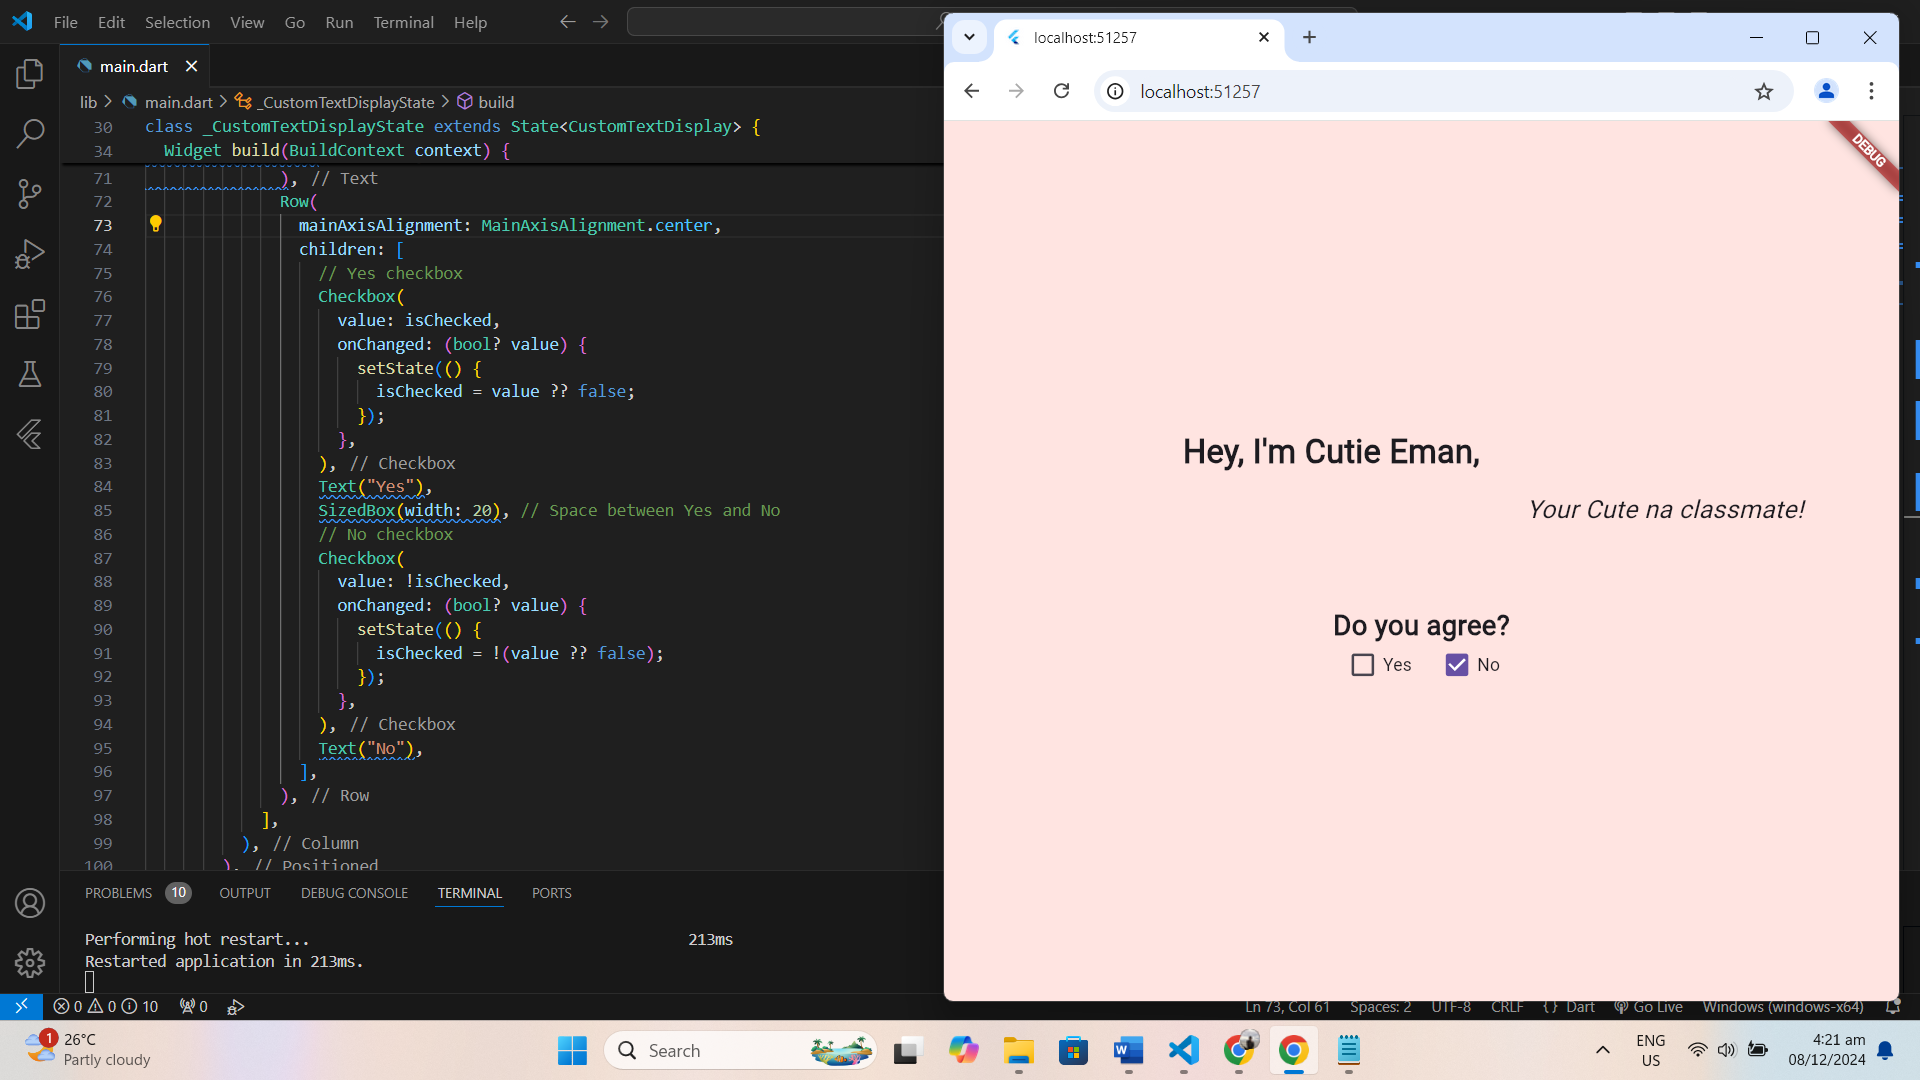 File Edit Selection View Go Run Terminal Help
main.dart
lib main.dart _CustomTextDisplayState build
30 class _CustomTextDisplayState extends State<CustomTextDisplay> {
34 Widget build(BuildContext context) {
71 ), // Text
72 Row(
73 mainAxisAlignment: MainAxisAlignment.center,
74 children: [
75 // Yes checkbox
76 Checkbox(
77 value: isChecked,
78 onChanged: (bool? value) {
79 setState(() {
80 isChecked = value ?? false;
81 });
82 },
83 ), // Checkbox
84 Text("Yes"),
85 SizedBox(width: 20), // Space between Yes and No
86 // No checkbox
87 Checkbox(
88 value: !isChecked,
89 onChanged: (bool? value) {
90 setState(() {
91 isChecked = !(value ?? false);
92 });
93 },
94 ), // Checkbox
95 Text("No"),
96 ],
97 ), // Row
98 ],
99 ), // Column
100 ), // Positioned
PROBLEMS 10 OUTPUT DEBUG CONSOLE TERMINAL PORTS
Performing hot restart... 213ms
Restarted application in 213ms.
0 0 10 0
Ln 73, Col 61 Spaces: 2 UTF-8 CRLF {} Dart Go Live Windows (windows-x64)
localhost:51257
localhost:51257
DEBUG
Hey, I'm Cutie Eman,
Your Cute na classmate!
Do you agree?
Yes No
1
26°C
Partly cloudy
Search
ENG
US
4:21 am
08/12/2024